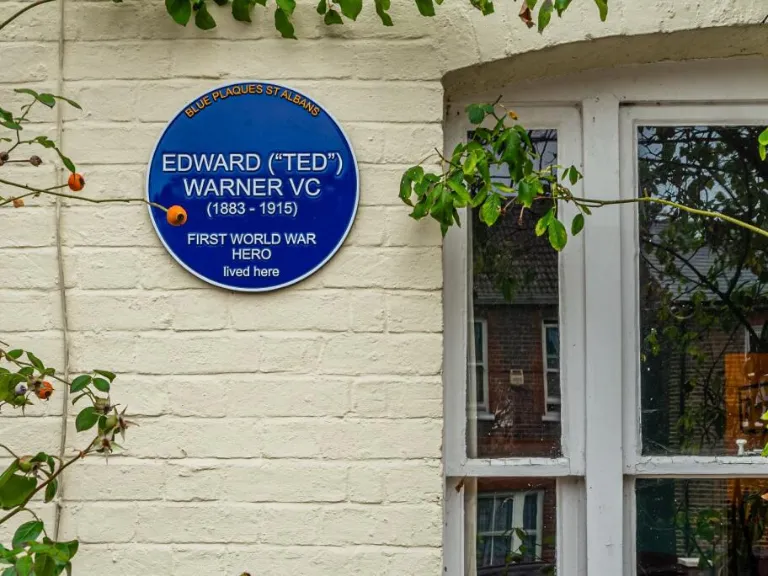 BLUE PLAQUES ST ALBANS
EDWARD ("TED")
WARNER VC
(1883 - 1915)
FIRST WORLD WAR
HERO
lived here